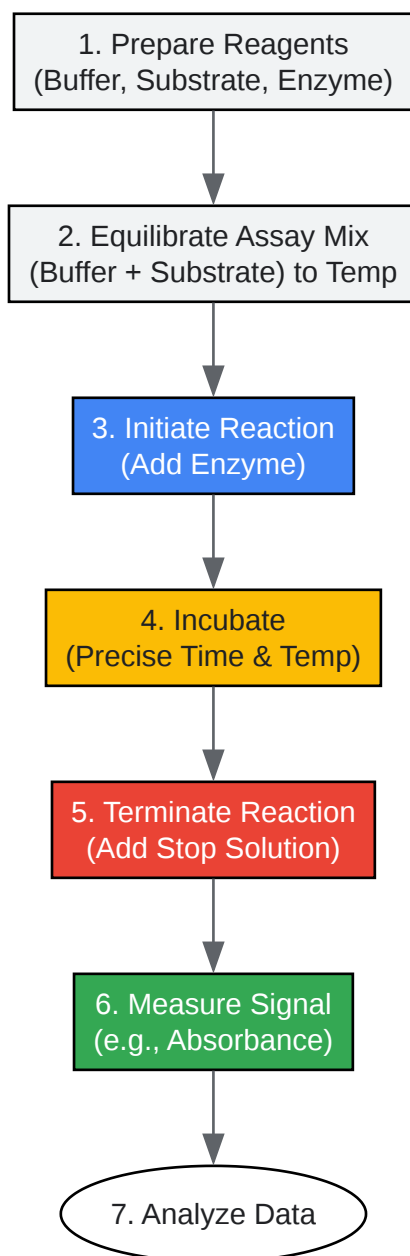 1. Prepare Reagents
(Buffer, Substrate, Enzyme)
2. Equilibrate Assay Mix
(Buffer + Substrate) to Temp
3. Initiate Reaction
(Add Enzyme)
4. Incubate
(Precise Time & Temp)
5. Terminate Reaction
(Add Stop Solution)
6. Measure Signal
(e.g., Absorbance)
7. Analyze Data